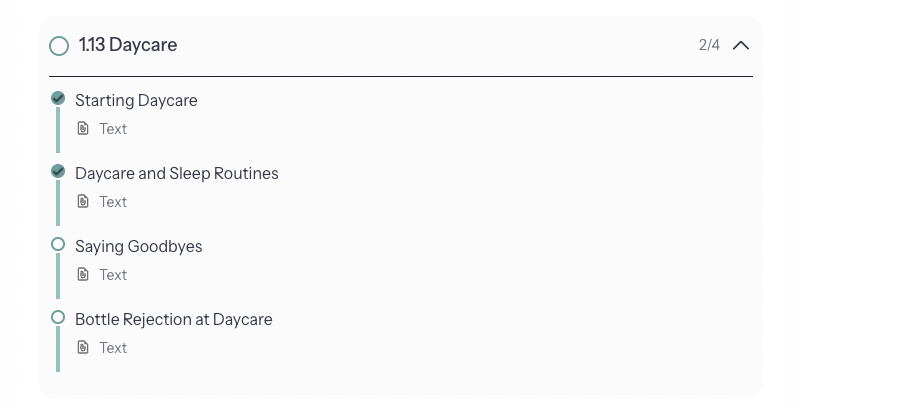 1.13 Daycare 2/4
Starting Daycare
Text
Daycare and Sleep Routines
Text
Saying Goodbyes
Text
Bottle Rejection at Daycare
Text